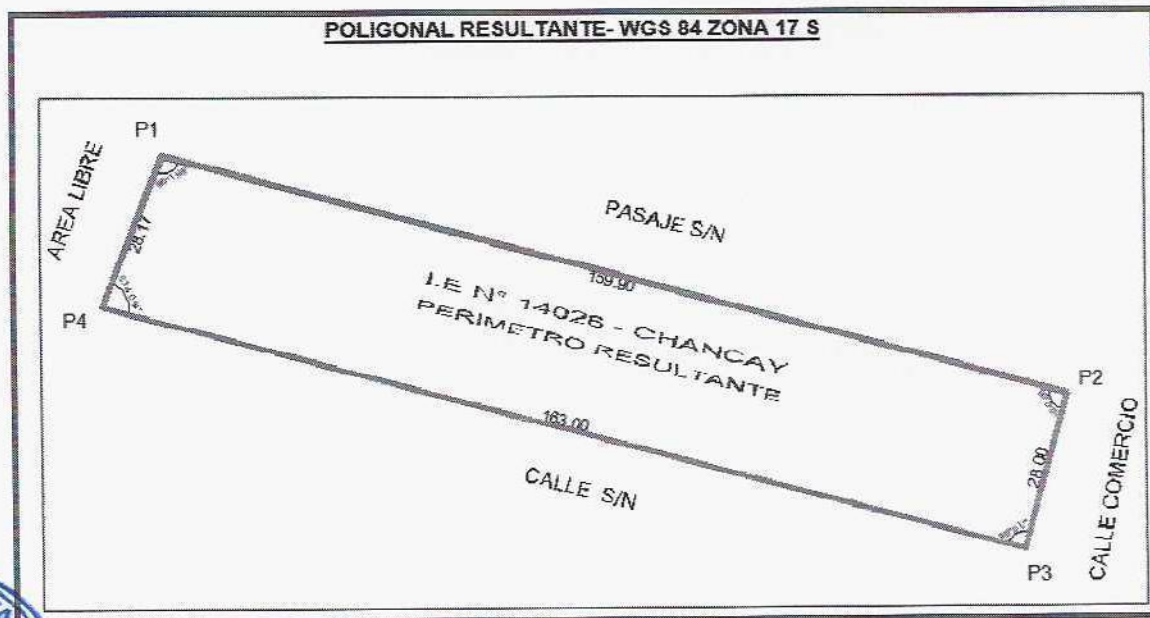 POLIGONAL RESULTANTE- WGS 84 ZONA 17 S
P1
AREA LIBRE
28.17
PASAJE S/N
159.90
I.E N° 14026 - CHANCAY
PERIMETRO RESULTANTE
P4
P2
163.00
28.00
CALLE COMERCIO
CALLE S/N
P3